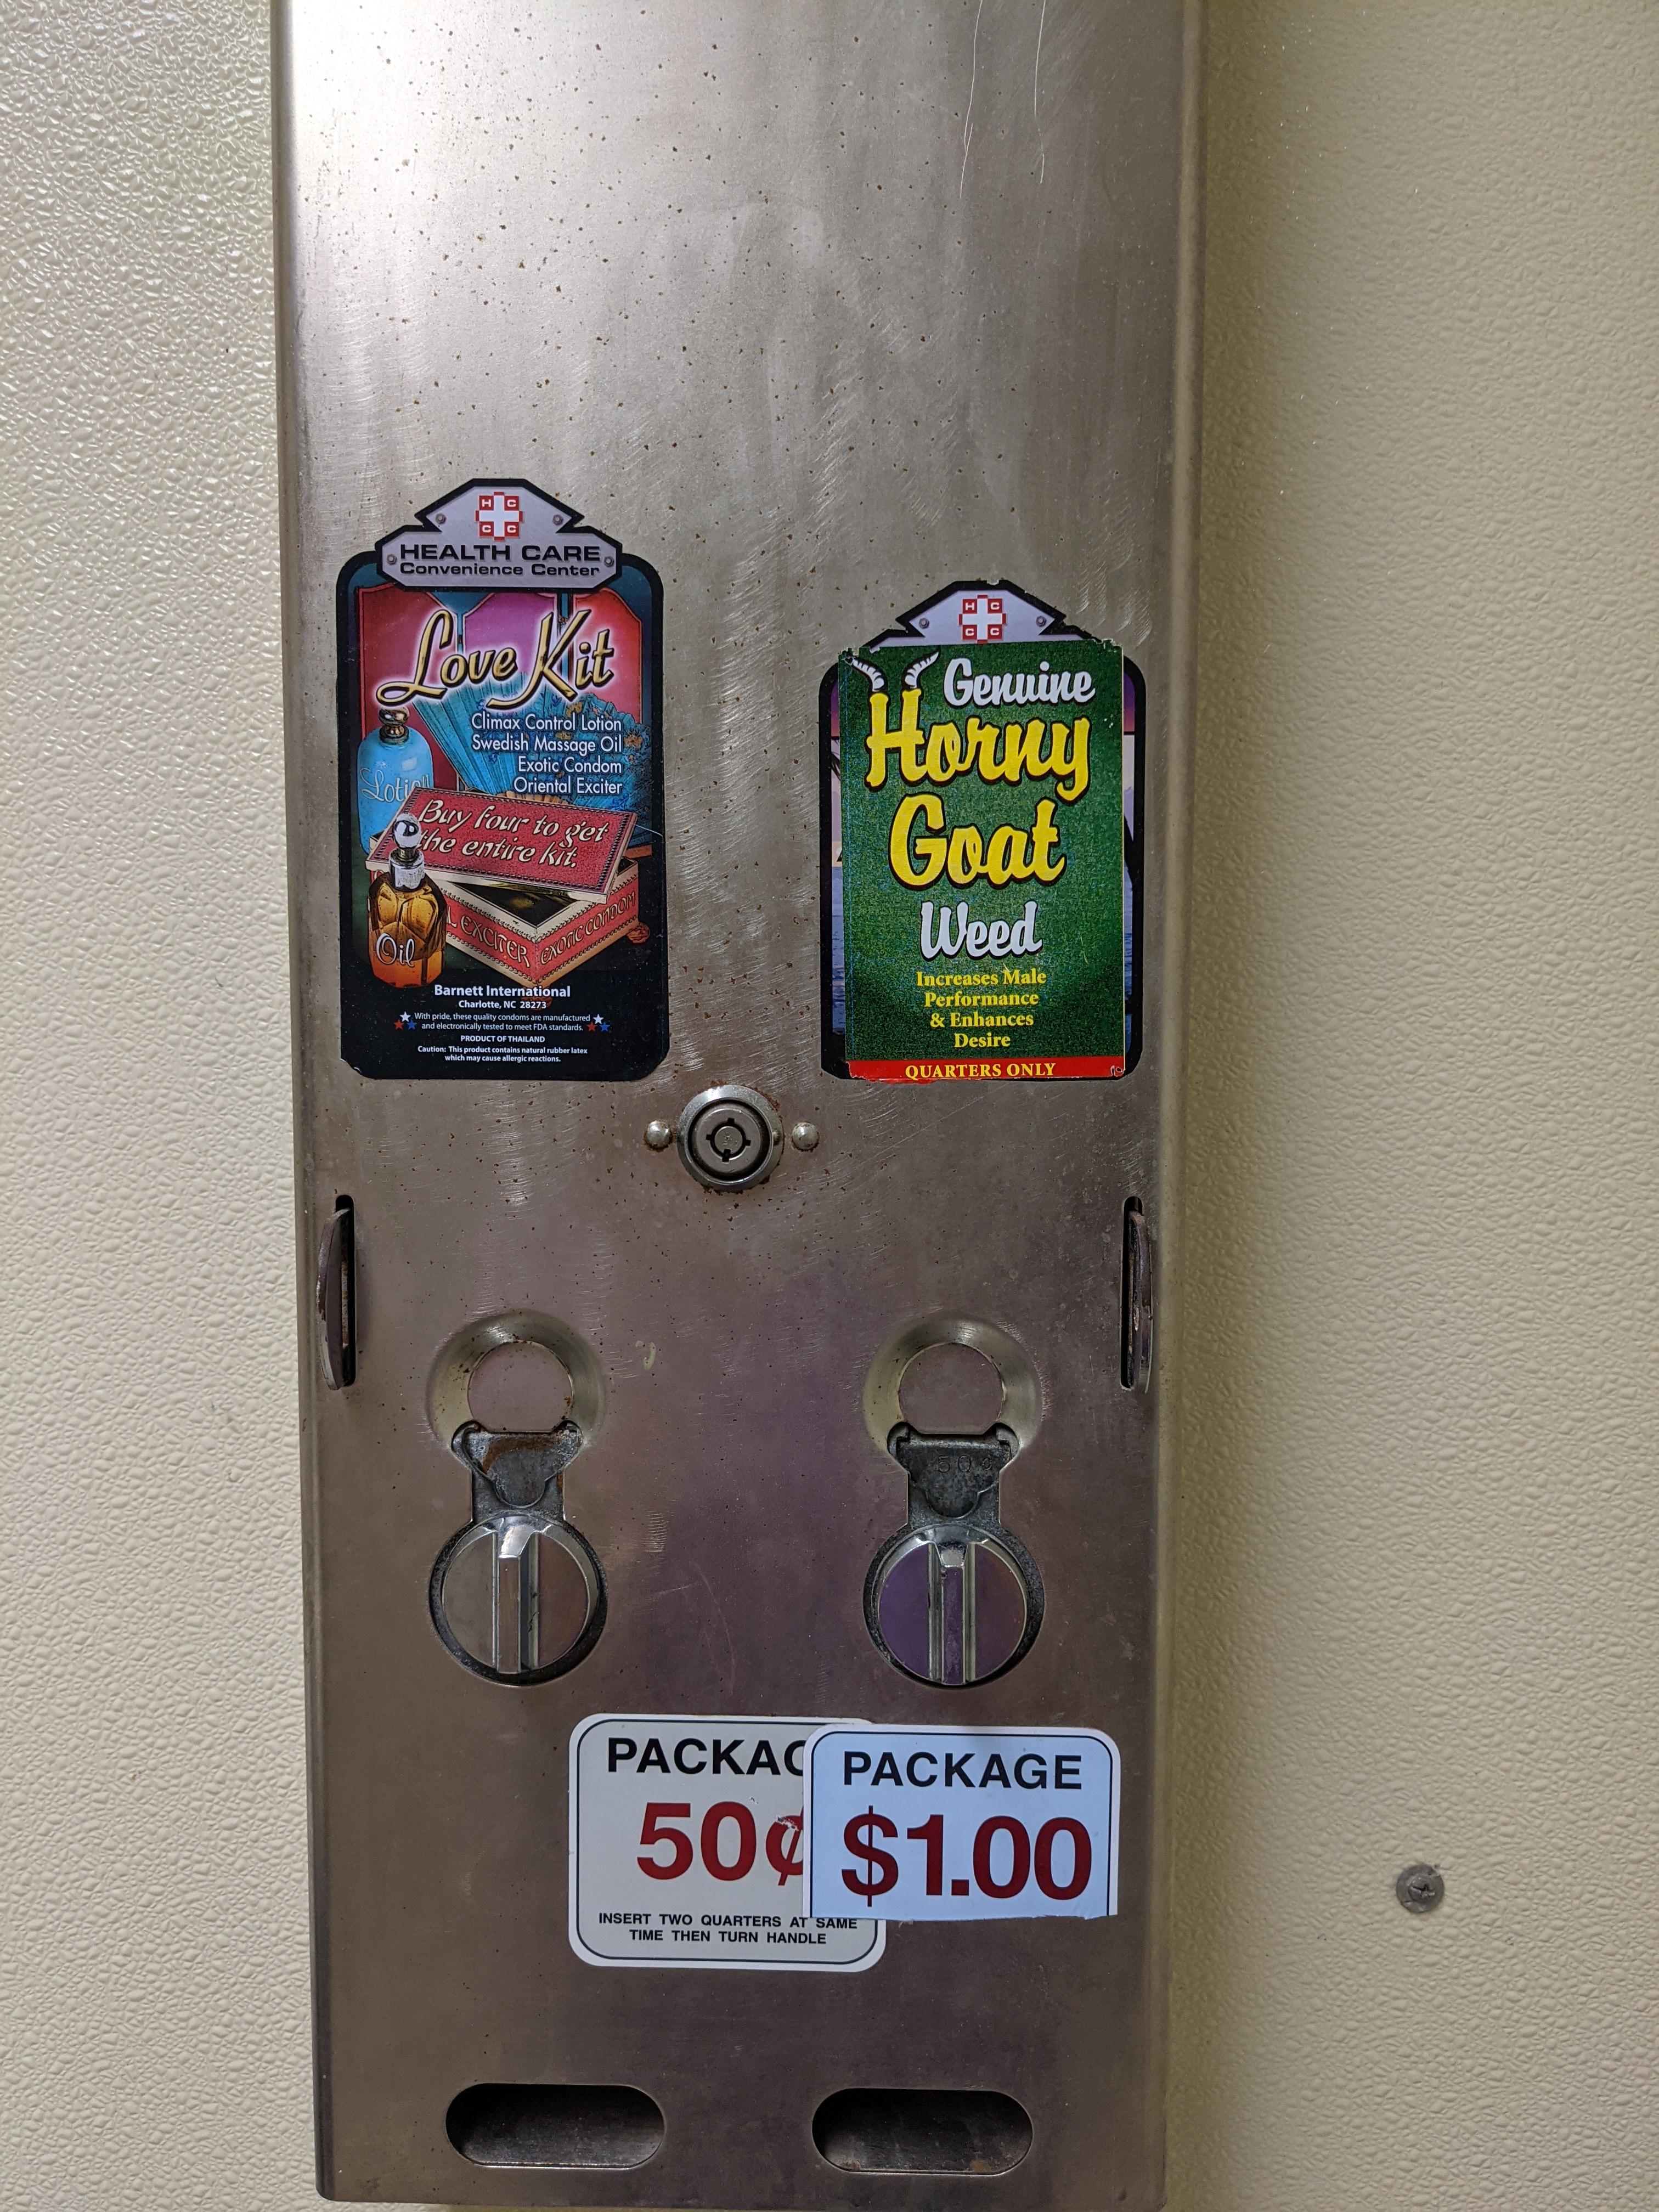 H C
C C
HEALTH CARE
Convenience Center
Love Kit
Climax Control Lotion
Swedish Massage Oil
Exotic Condom
Oriental Exciter
Lotion
Buy four to get
the entire kit.
L EXCITER
EXOTIC CONDOM
Oil
Barnett International
Charlotte, NC 28273
With pride, these quality condoms are manufactured
and electronically tested to meet FDA standards.
PRODUCT OF THAILAND
Caution: This product contains natural rubber latex
which may cause allergic reactions.
H C
C C
Genuine
Horny
Goat
Weed
Increases Male
Performance
& Enhances
Desire
QUARTERS ONLY
50¢
PACKAG
50¢
INSERT TWO QUARTERS AT SAME
TIME THEN TURN HANDLE
PACKAGE
$1.00